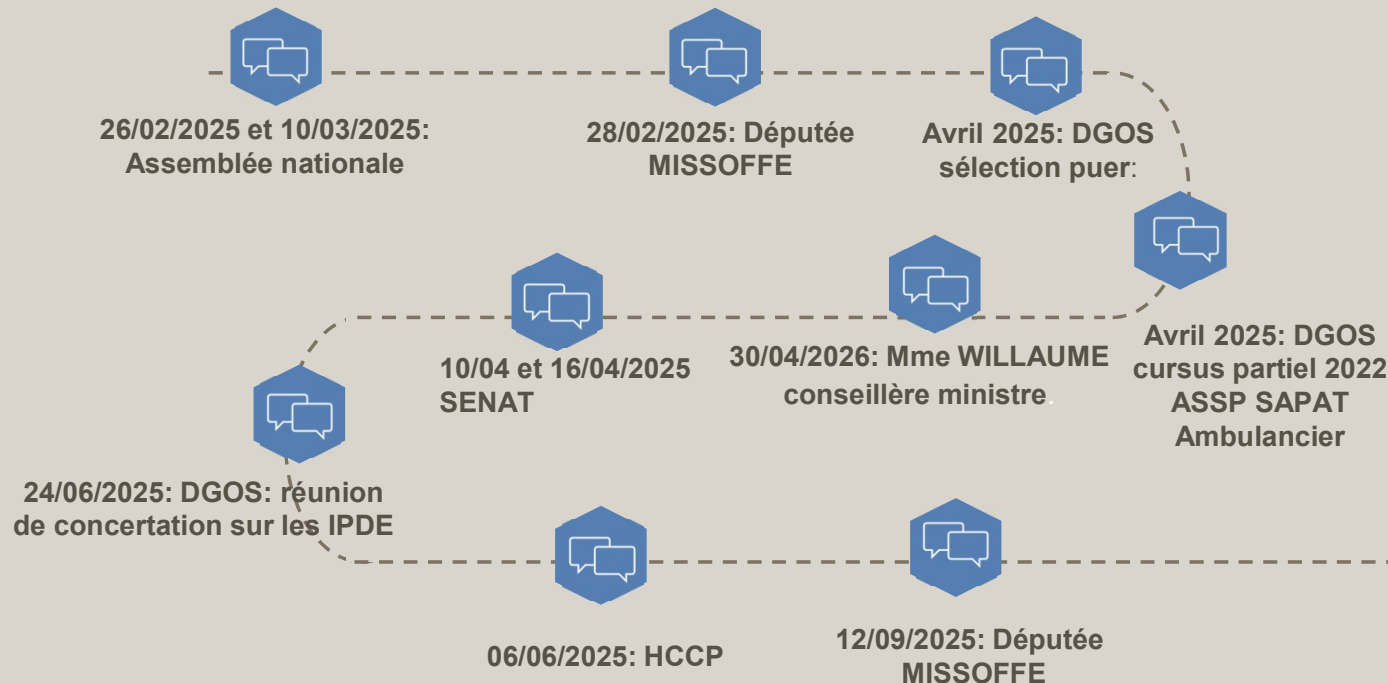 26/02/2025 et 10/03/2025:
Assemblée nationale
28/02/2025: Députée
MISSOFFE
Avril 2025: DGOS
sélection puer:
Avril 2025: DGOS
cursus partiel 2022
ASSP SAPAT
Ambulancier
30/04/2026: Mme WILLAUME
conseillère ministre.
10/04 et 16/04/2025
SENAT
24/06/2025: DGOS: réunion
de concertation sur les IPDE
06/06/2025: HCCP
12/09/2025: Députée
MISSOFFE